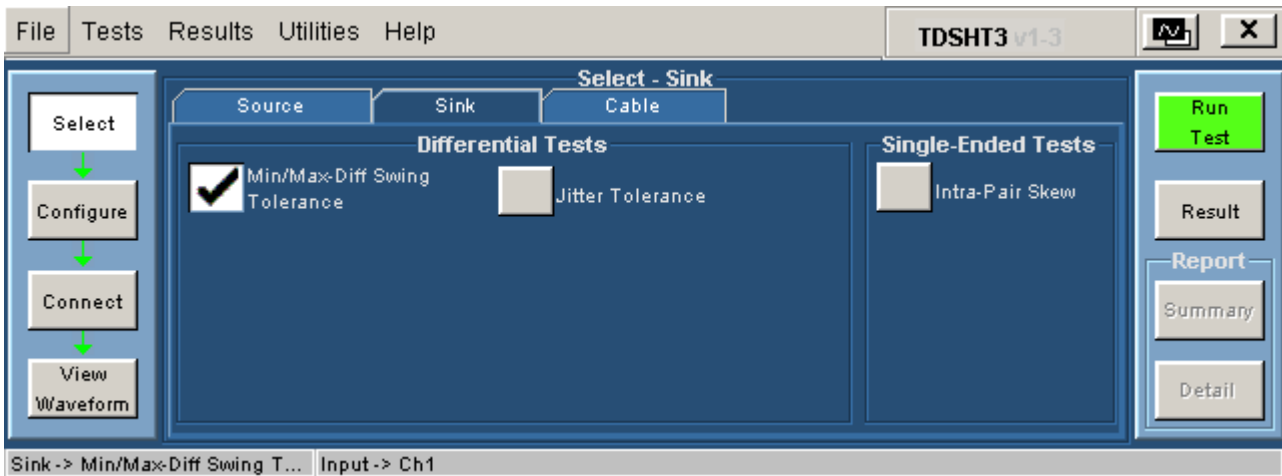 File Tests Results Utilities Help TDSHT3 v1-3
Select - Sink
Source Sink Cable
Select
Configure
Connect
View
Waveform
Differential Tests
Min/Max-Diff Swing
Tolerance
Jitter Tolerance
Single-Ended Tests
Intra-Pair Skew
Run
Test
Result
Report
Summary
Detail
Sink -> Min/Max-Diff Swing T... Input -> Ch1